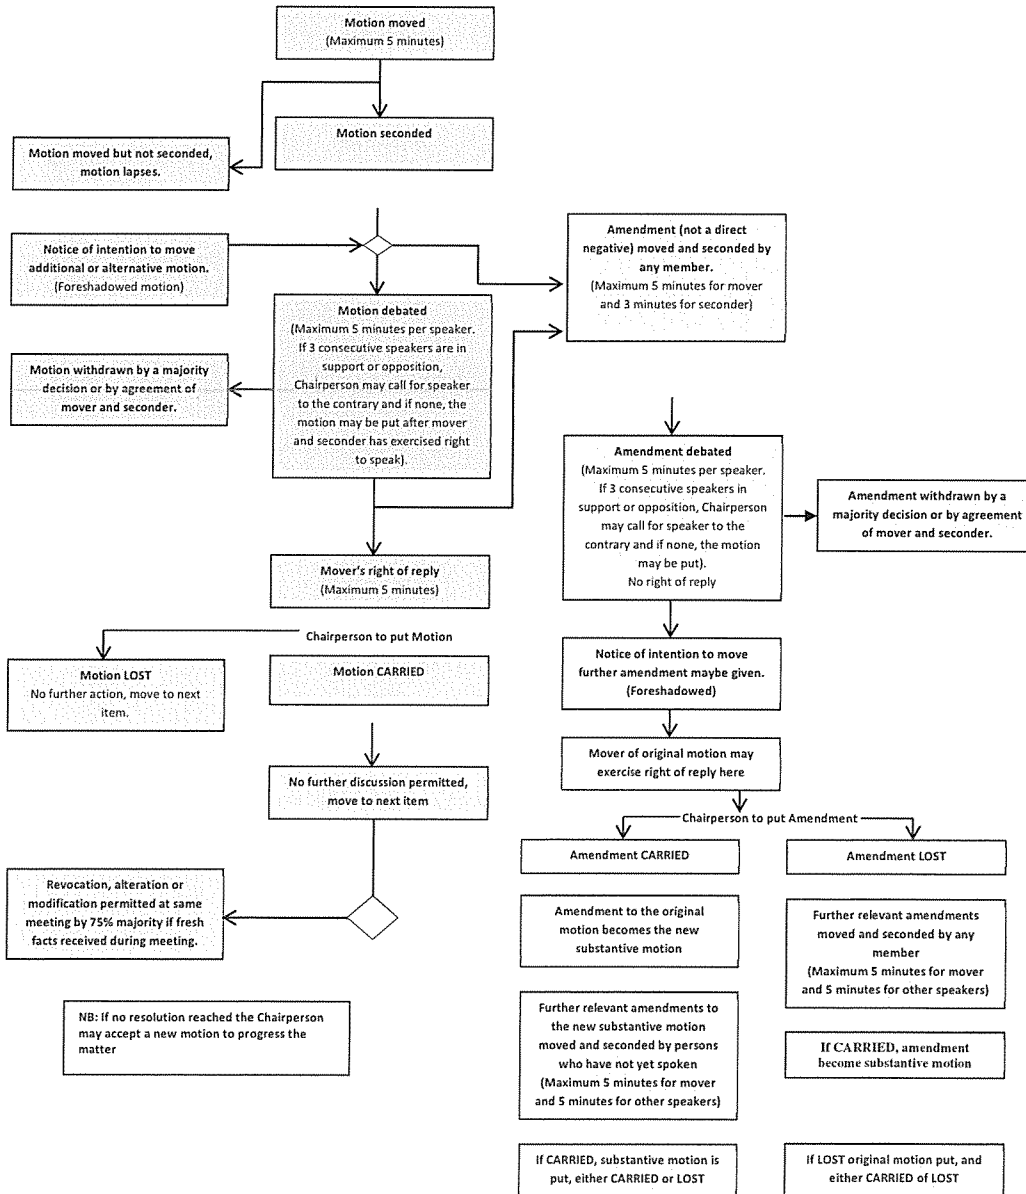 Motion moved
(Maximum 5 minutes)
Motion seconded
Motion moved but not seconded,
motion lapses.
Notice of intention to move
additional or alternative motion.
(Foreshadowed motion)
Amendment (not a direct
negative) moved and seconded by
any member.
(Maximum 5 minutes for mover
and 3 minutes for seconder)
Motion debated
(Maximum 5 minutes per speaker.
If 3 consecutive speakers are in
support or opposition,
Chairperson may call for speaker
to the contrary and if none, the
motion may be put after mover
and seconder has exercised right
to speak).
Motion withdrawn by a majority
decision or by agreement of
mover and seconder.
Amendment debated
(Maximum 5 minutes per speaker.
If 3 consecutive speakers in
support or opposition, Chairperson
may call for speaker to the
contrary and if none, the motion
may be put).
No right of reply
Amendment withdrawn by a
majority decision or by agreement
of mover and seconder.
Mover's right of reply
(Maximum 5 minutes)
Chairperson to put Motion
Motion LOST
No further action, move to next
item.
Motion CARRIED
Notice of intention to move
further amendment maybe given.
(Foreshadowed)
Mover of original motion may
exercise right of reply here
No further discussion permitted,
move to next item
Chairperson to put Amendment
Amendment CARRIED
Amendment LOST
Revocation, alteration or
modification permitted at same
meeting by 75% majority if fresh
facts received during meeting.
Amendment to the original
motion becomes the new
substantive motion
Further relevant amendments
moved and seconded by any
member
(Maximum 5 minutes for mover
and 5 minutes for other speakers)
NB: If no resolution reached the Chairperson
may accept a new motion to progress the
matter
Further relevant amendments to
the new substantive motion
moved and seconded by persons
who have not yet spoken
(Maximum 5 minutes for mover
and 5 minutes for other speakers)
If CARRIED, amendment
become substantive motion
If CARRIED, substantive motion is
put, either CARRIED or LOST
If LOST original motion put, and
either CARRIED of LOST